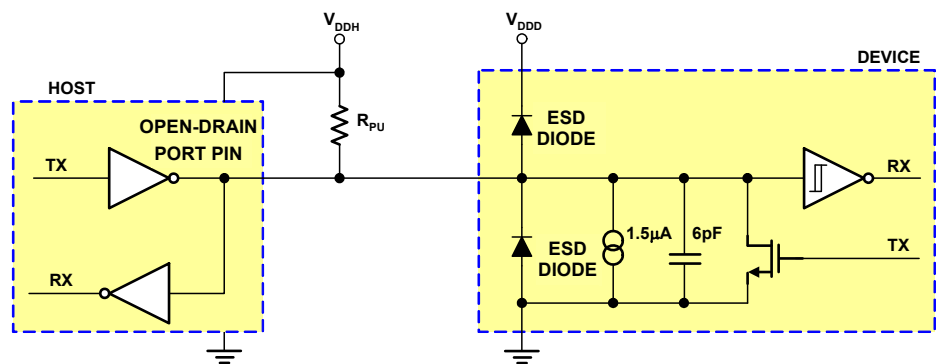 V_DDH
V_DDD
HOST
DEVICE
OPEN-DRAIN
PORT PIN
R_PU
ESD
DIODE
TX
RX
1.5µA
6pF
ESD
DIODE
TX
RX